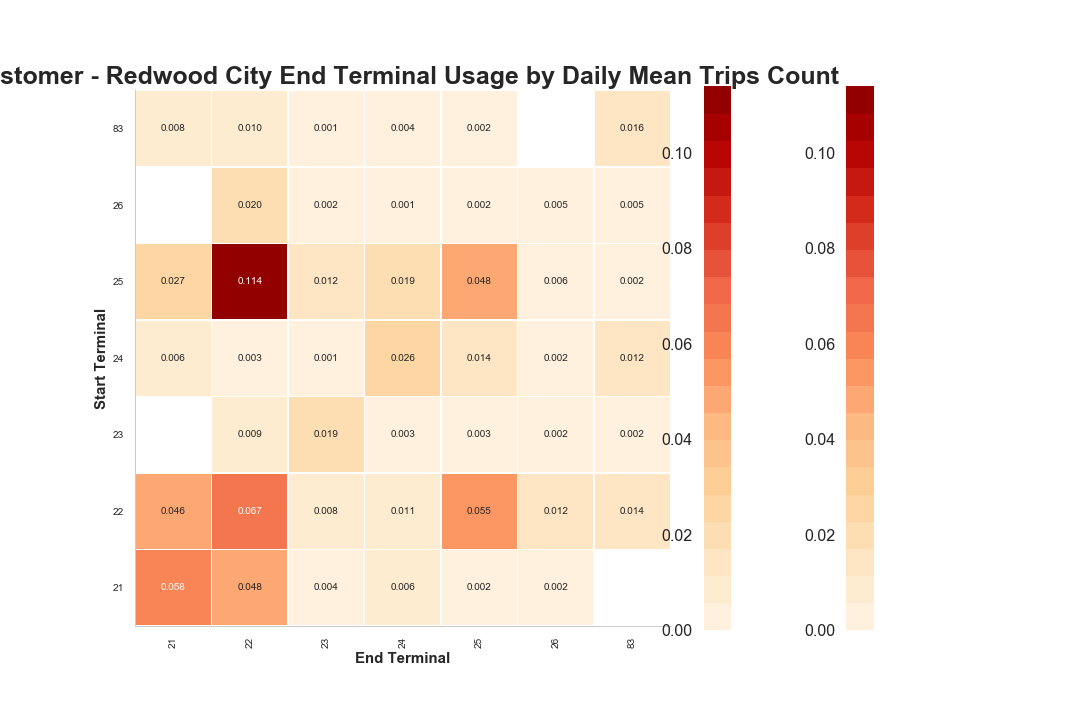 stomer - Redwood City End Terminal Usage by Daily Mean Trips Count
83 0.008 0.010 0.001 0.004 0.002 0.016
26 0.020 0.002 0.001 0.002 0.005 0.005
25 0.027 0.114 0.012 0.019 0.048 0.006 0.002
24 0.006 0.003 0.001 0.026 0.014 0.002 0.012
23 0.009 0.019 0.003 0.003 0.002 0.002
22 0.046 0.067 0.008 0.011 0.055 0.012 0.014
21 0.058 0.048 0.004 0.006 0.002 0.002
Start Terminal
21 22 23 24 25 26 83
End Terminal
0.10 0.10
0.08 0.08
0.06 0.06
0.04 0.04
0.02 0.02
0.00 0.00